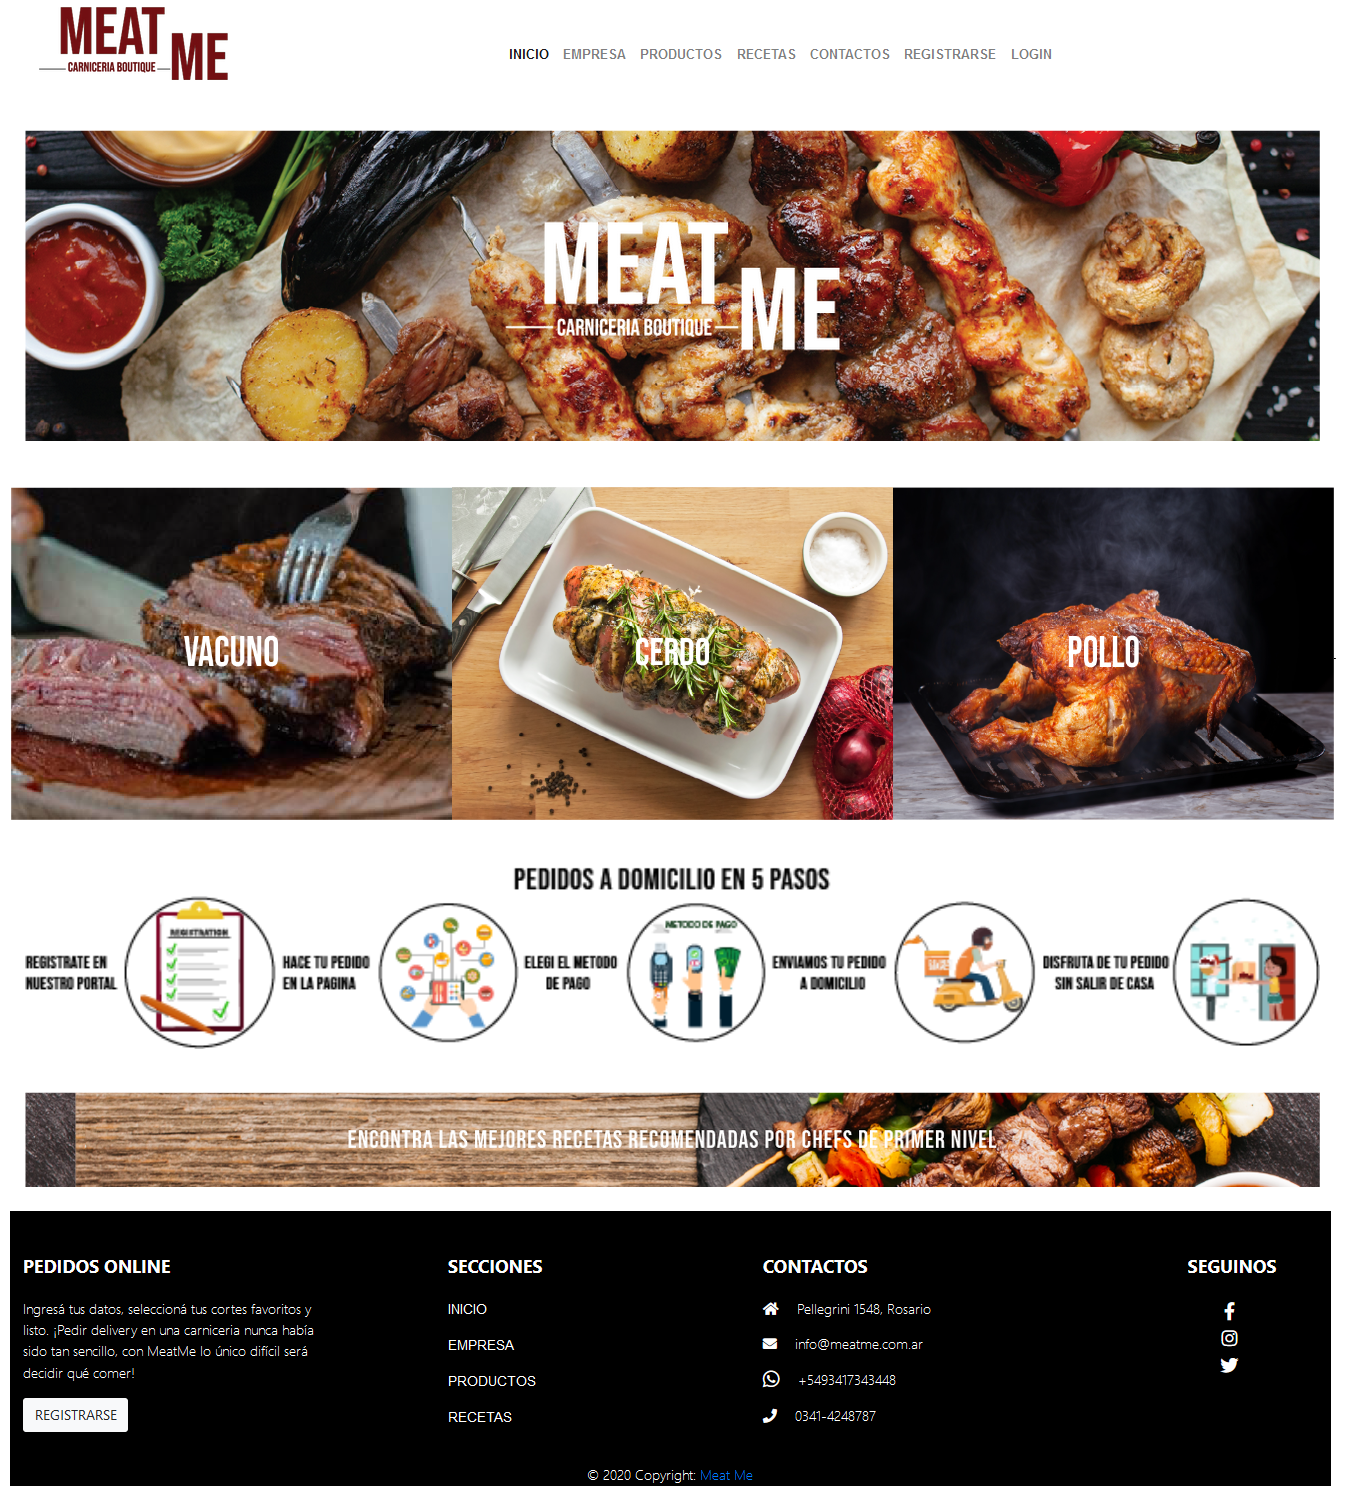 MEAT ME
CARNICERIA BOUTIQUE
INICIO EMPRESA PRODUCTOS RECETAS CONTACTOS REGISTRARSE LOGIN
MEAT ME
CARNICERIA BOUTIQUE
VACUNO
CERDO
POLLO
PEDIDOS A DOMICILIO EN 5 PASOS
REGISTRATE EN
NUESTRO PORTAL
REGISTRATION
HACE TU PEDIDO
EN LA PAGINA
ELEGI EL METODO
DE PAGO
METODO DE PAGO
ENVIAMOS TU PEDIDO
A DOMICILIO
DISFRUTA DE TU PEDIDO
SIN SALIR DE CASA
ENCONTRA LAS MEJORES RECETAS RECOMENDADAS POR CHEFS DE PRIMER NIVEL
PEDIDOS ONLINE
Ingresá tus datos, seleccioná tus cortes favoritos y
listo. ¡Pedir delivery en una carniceria nunca había
sido tan sencillo, con MeatMe lo único difícil será
decidir qué comer!
REGISTRARSE
SECCIONES
INICIO
EMPRESA
PRODUCTOS
RECETAS
CONTACTOS
Pellegrini 1548, Rosario
info@meatme.com.ar
+5493417343448
0341-4248787
SEGUINOS
© 2020 Copyright: Meat Me